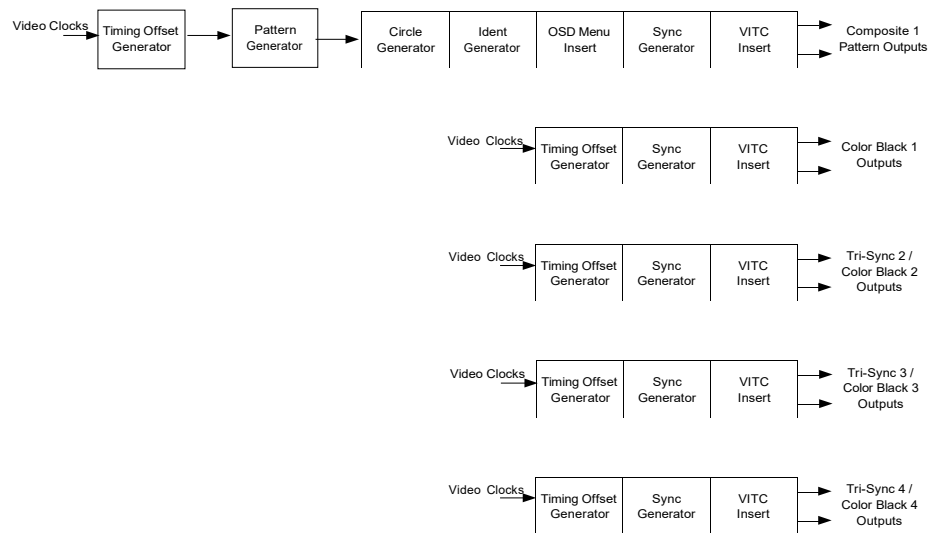 Video Clocks
Timing Offset
Generator
Pattern
Generator
Circle
Generator
Ident
Generator
OSD Menu
Insert
Sync
Generator
VITC
Insert
Composite 1
Pattern Outputs
Video Clocks
Timing Offset
Generator
Sync
Generator
VITC
Insert
Color Black 1
Outputs
Video Clocks
Timing Offset
Generator
Sync
Generator
VITC
Insert
Tri-Sync 2 /
Color Black 2
Outputs
Video Clocks
Timing Offset
Generator
Sync
Generator
VITC
Insert
Tri-Sync 3 /
Color Black 3
Outputs
Video Clocks
Timing Offset
Generator
Sync
Generator
VITC
Insert
Tri-Sync 4 /
Color Black 4
Outputs